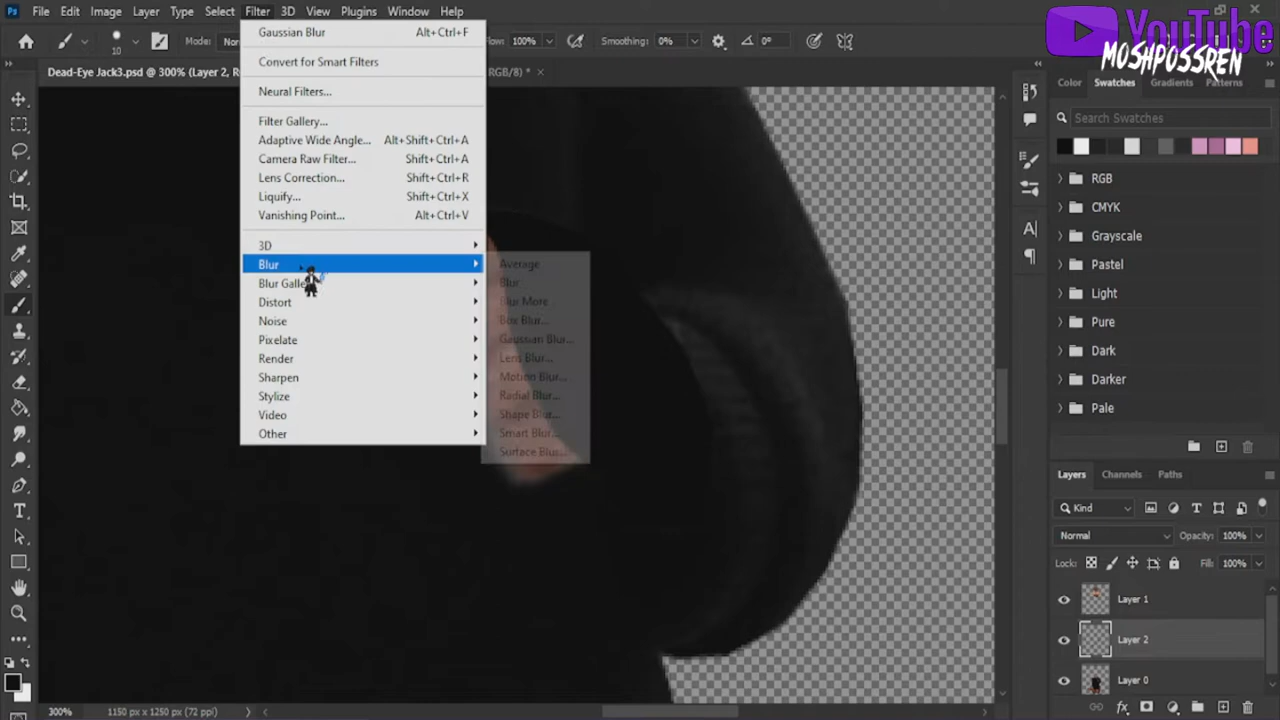 Ps File Edit Image Layer Type Select Filter 3D View Plugins Window Help
YouTube
MOSHPOSSREN
10 Mode: Flow: 100% Smoothing: 0% 0°
Dead-Eye Jack3.psd @ 300% (Layer 2, RGB/8) *
Gaussian Blur Alt+Ctrl+F
Convert for Smart Filters
Neural Filters...
Filter Gallery...
Adaptive Wide Angle... Alt+Shift+Ctrl+A
Camera Raw Filter... Shift+Ctrl+A
Lens Correction... Shift+Ctrl+R
Liquify... Shift+Ctrl+X
Vanishing Point... Alt+Ctrl+V
3D
Blur
Blur
Distort
Noise
Pixelate
Render
Sharpen
Stylize
Video
Other
Average
Blur
Blur More
Box Blur...
Gaussian Blur...
Lens Blur...
Motion Blur...
Radial Blur...
Shape Blur...
Smart Blur...
Surface Blur...
Color Swatches Gradients Patterns
Search Swatches
RGB
CMYK
Grayscale
Pastel
Light
Pure
Dark
Darker
Pale
Layers Channels Paths
Kind
Normal Opacity: 100%
Lock: Fill: 100%
Layer 1
Layer 2
Layer 0
fx
300% 1150 px x 1250 px (72 ppi)